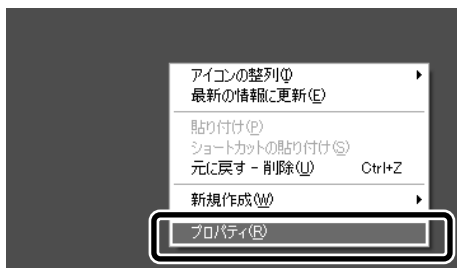 アイコンの整列(I)
最新の情報に更新(E)
貼り付け(P)
ショートカットの貼り付け(S)
元に戻す - 削除(U) Ctrl+Z
新規作成(W)
プロパティ(R)